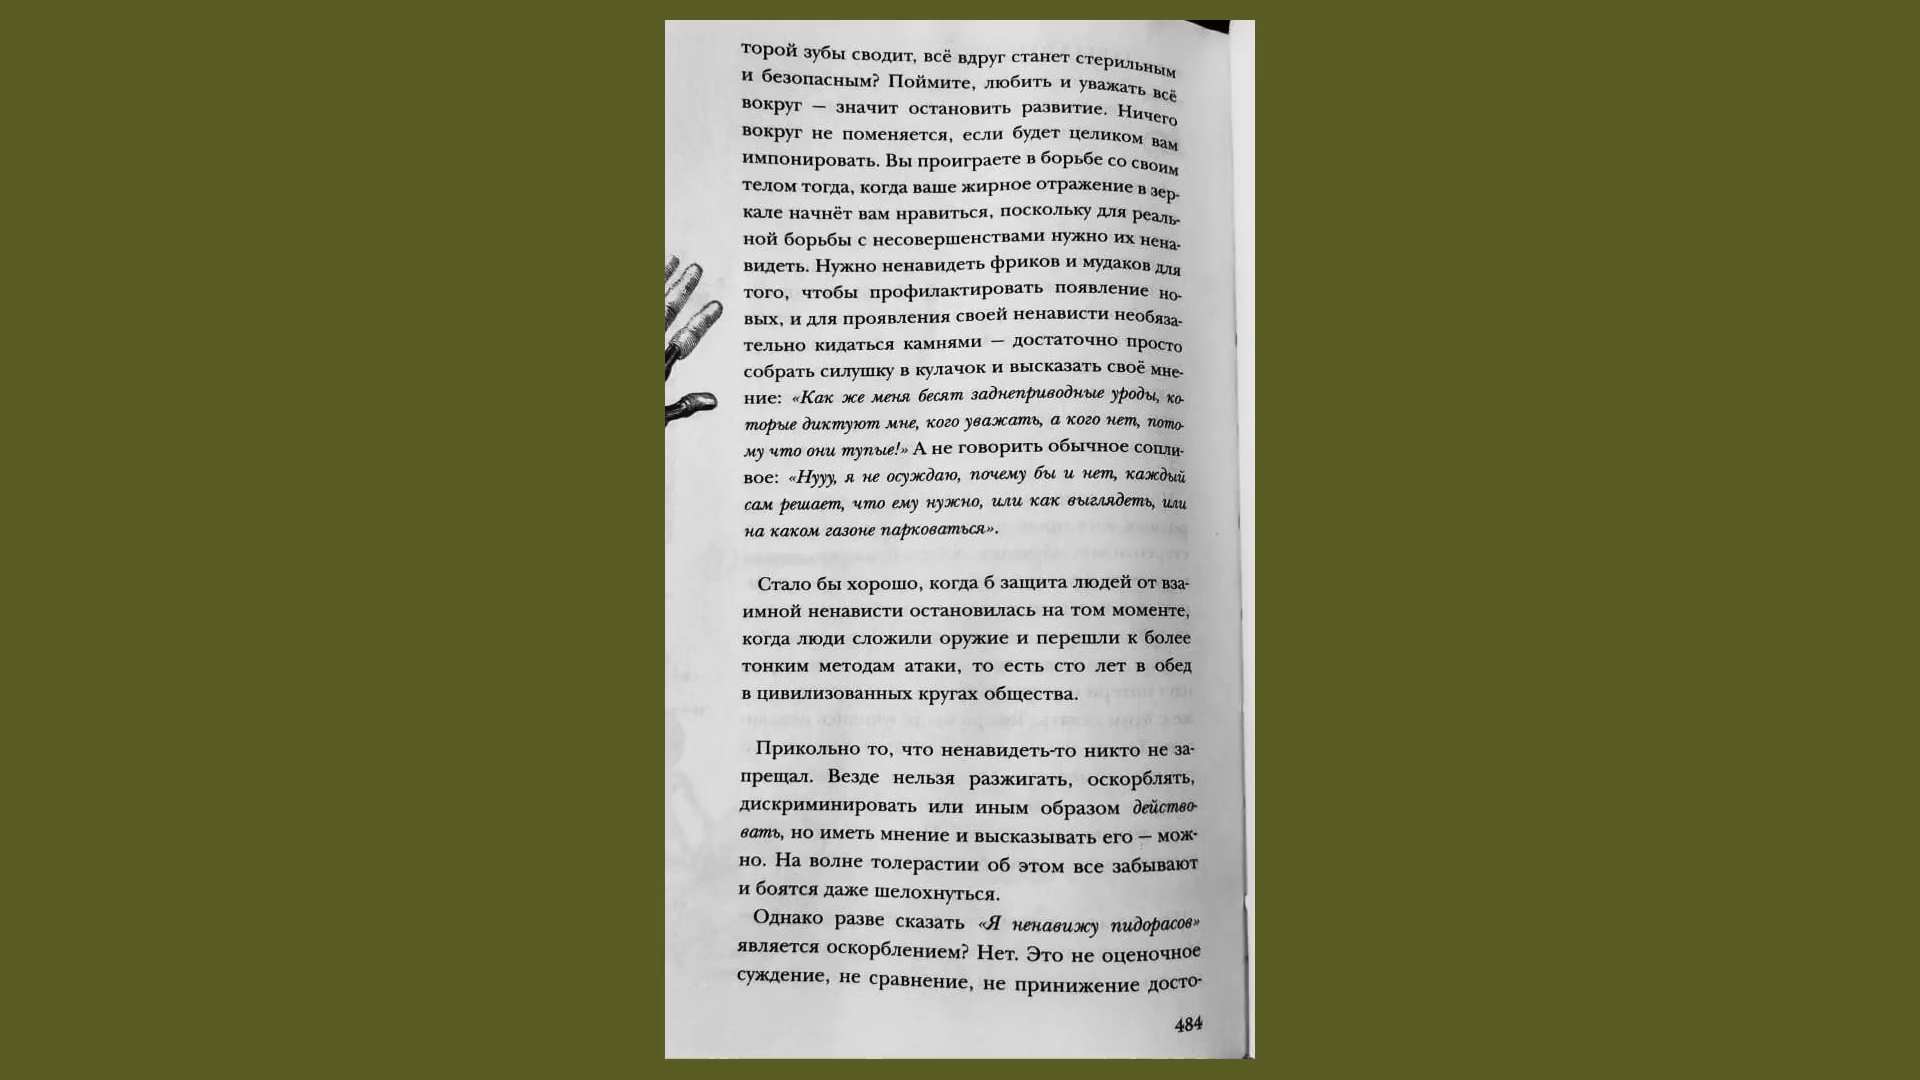 торой зубы сводит, всё вдруг станет стерильным
и безопасным? Поймите, любить и уважать всё
вокруг — значит остановить развитие. Ничего
вокруг не поменяется, если будет целиком вам
импонировать. Вы проиграете в борьбе со своим
телом тогда, когда ваше жирное отражение в зер-
кале начнёт вам нравиться, поскольку для реаль-
ной борьбы с несовершенствами нужно их нена-
видеть. Нужно ненавидеть фриков и мудаков для
того, чтобы профилактировать появление но-
вых, и для проявления своей ненависти необяза-
тельно кидаться камнями — достаточно просто
собрать силушку в кулачок и высказать своё мне-
ние: «Как же меня бесят заднеприводные уроды, ко-
торые диктуют мне, кого уважать, а кого нет, пото-
му что они тупые!» А не говорить обычное сопли-
вое: «Нууу, я не осуждаю, почему бы и нет, каждый
сам решает, что ему нужно, или как выглядеть, или
на каком газоне парковаться».
Стало бы хорошо, когда б защита людей от вза-
имной ненависти остановилась на том моменте,
когда люди сложили оружие и перешли к более
тонким методам атаки, то есть сто лет в обед
в цивилизованных кругах общества.
Прикольно то, что ненавидеть-то никто не за-
прещал. Везде нельзя разжигать, оскорблять,
дискриминировать или иным образом действо-
вать, но иметь мнение и высказывать его — мож-
но. На волне толерастии об этом все забывают
и боятся даже шелохнуться.
Однако разве сказать «Я ненавижу пидорасов»
является оскорблением? Нет. Это не оценочное
суждение, не сравнение, не принижение досто-
484